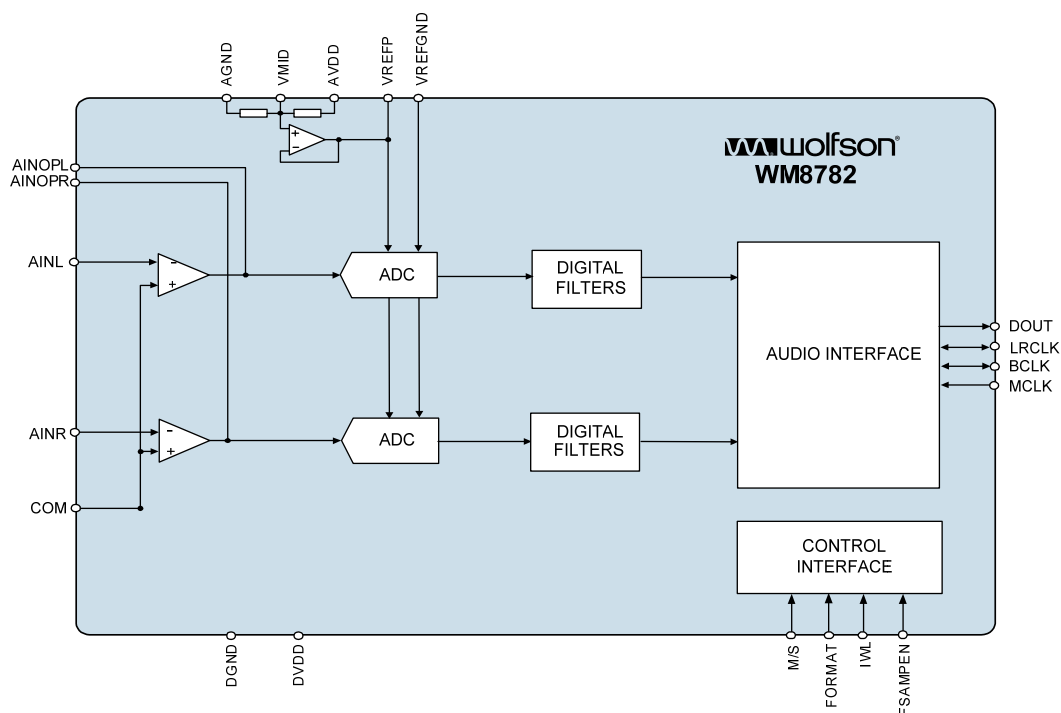 AGND
VMID
AVDD
VREFP
VREFGND
wolfson®
WM8782
AINOPL
AINOPR
AINL
-
+
+
-
ADC
DIGITAL
FILTERS
AUDIO INTERFACE
DOUT
LRCLK
BCLK
MCLK
AINR
-
+
ADC
DIGITAL
FILTERS
COM
CONTROL
INTERFACE
DGND
DVDD
M/S
FORMAT
IWL
FSAMPEN